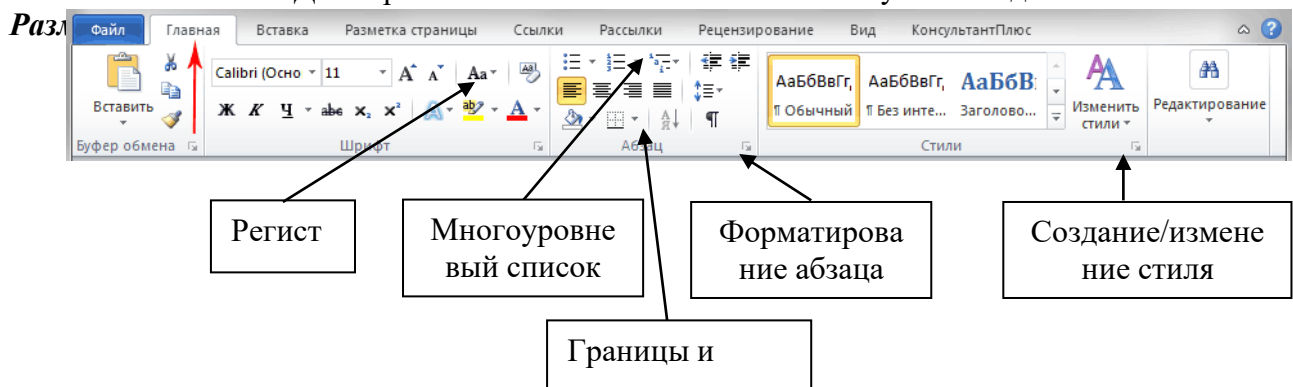 Файл Главная Вставка Разметка страницы Ссылки Рассылки Рецензирование Вид КонсультантПлюс
Calibri (Осно 11 Aa
АаБбВвГг, АаБбВвГг, АаБбВ
Вставить Ж К Ч abc x₂ x² ab A
¶ Обычный ¶ Без инте... Заголово... Изменить стили Редактирование
Буфер обмена Шрифт Абзац Стили
Регист
Многоуровне
вый список
Форматирова
ние абзаца
Создание/измене
ние стиля
Границы и